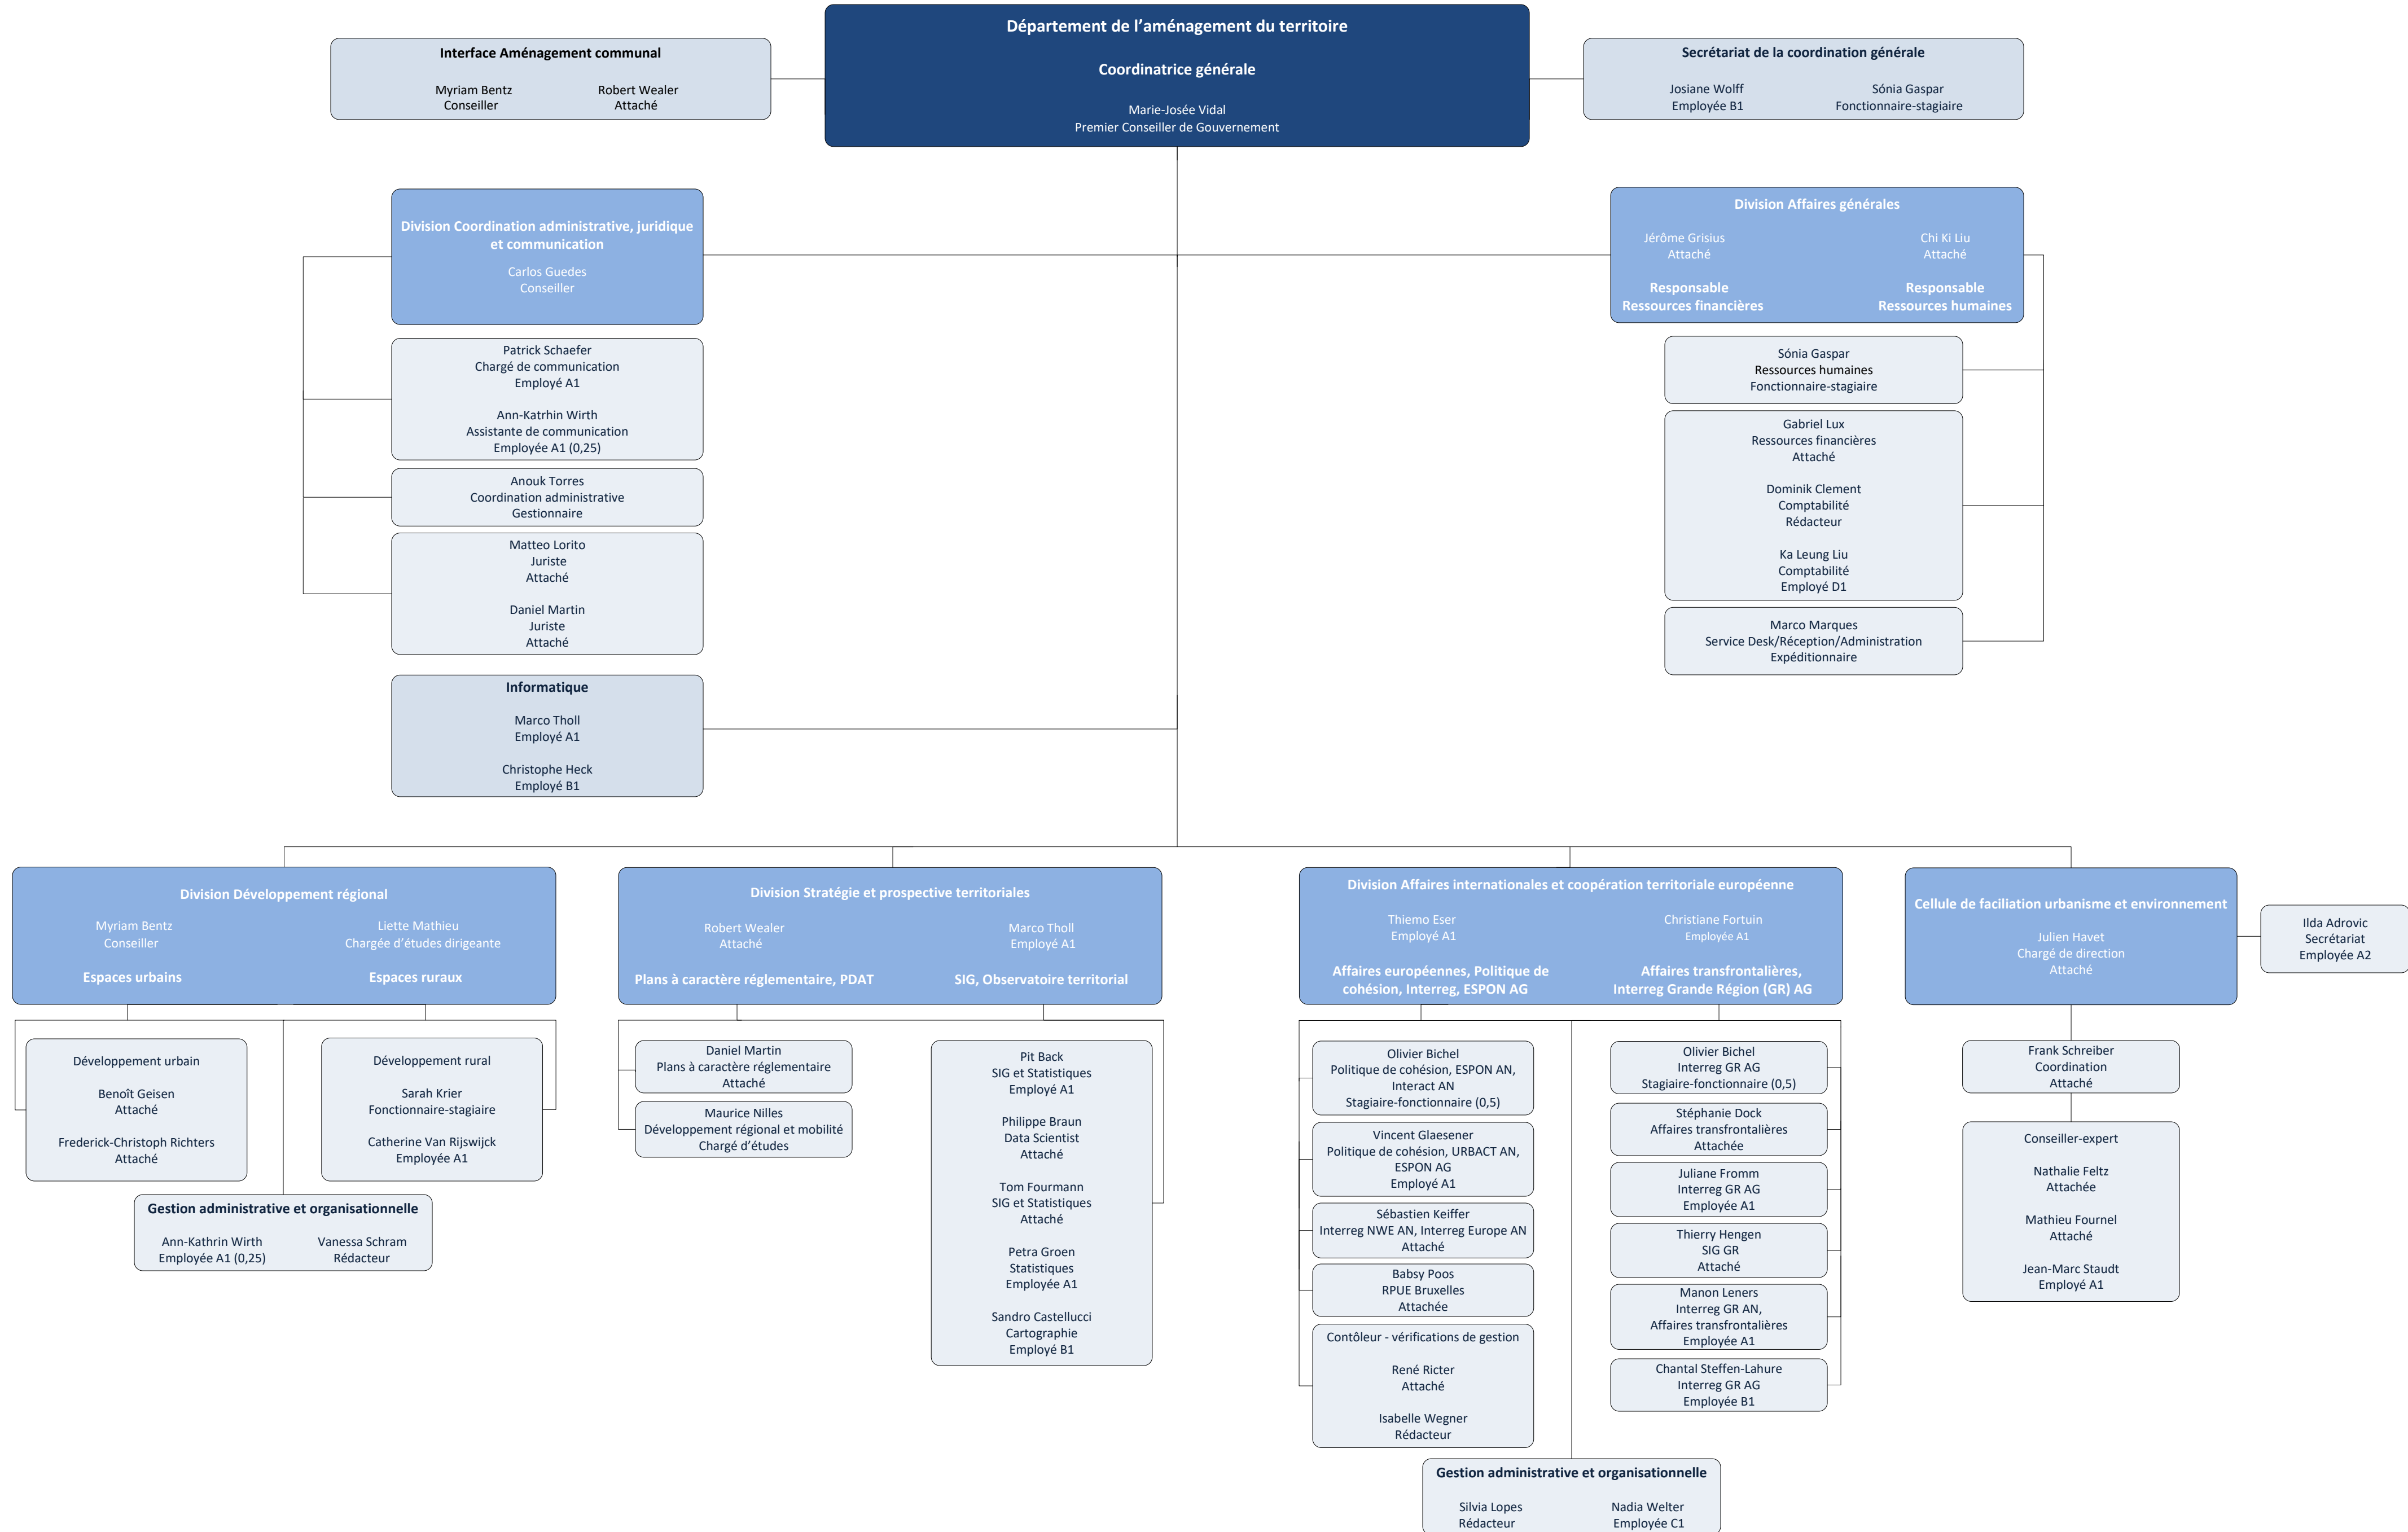 Département de l’aménagement du territoire
Coordinatrice générale
Marie-Josée Vidal
Premier Conseiller de Gouvernement
Interface Aménagement communal
Myriam Bentz
Conseiller
Robert Wealer
Attaché
Secrétariat de la coordination générale
Josiane Wolff
Employée B1
Sónia Gaspar
Fonctionnaire-stagiaire
Division Coordination administrative, juridique
et communication
Carlos Guedes
Conseiller
Patrick Schaefer
Chargé de communication
Employé A1
Ann-Katrhin Wirth
Assistante de communication
Employée A1 (0,25)
Anouk Torres
Coordination administrative
Gestionnaire
Matteo Lorito
Juriste
Attaché
Daniel Martin
Juriste
Attaché
Informatique
Marco Tholl
Employé A1
Christophe Heck
Employé B1
Division Affaires générales
Jérôme Grisius
Attaché
Responsable
Ressources financières
Chi Ki Liu
Attaché
Responsable
Ressources humaines
Sónia Gaspar
Ressources humaines
Fonctionnaire-stagiaire
Gabriel Lux
Ressources financières
Attaché
Dominik Clement
Comptabilité
Rédacteur
Ka Leung Liu
Comptabilité
Employé D1
Marco Marques
Service Desk/Réception/Administration
Expéditionnaire
Division Développement régional
Myriam Bentz
Conseiller
Espaces urbains
Liette Mathieu
Chargée d’études dirigeante
Espaces ruraux
Développement urbain
Benoît Geisen
Attaché
Frederick-Christoph Richters
Attaché
Développement rural
Sarah Krier
Fonctionnaire-stagiaire
Catherine Van Rijswijck
Employée A1
Gestion administrative et organisationnelle
Ann-Kathrin Wirth
Employée A1 (0,25)
Vanessa Schram
Rédacteur
Division Stratégie et prospective territoriales
Robert Wealer
Attaché
Plans à caractère réglementaire, PDAT
Marco Tholl
Employé A1
SIG, Observatoire territorial
Daniel Martin
Plans à caractère réglementaire
Attaché
Maurice Nilles
Développement régional et mobilité
Chargé d’études
Pit Back
SIG et Statistiques
Employé A1
Philippe Braun
Data Scientist
Attaché
Tom Fourmann
SIG et Statistiques
Attaché
Petra Groen
Statistiques
Employée A1
Sandro Castellucci
Cartographie
Employé B1
Division Affaires internationales et coopération territoriale européenne
Thiemo Eser
Employé A1
Affaires européennes, Politique de
cohésion, Interreg, ESPON AG
Christiane Fortuin
Employée A1
Affaires transfrontalières,
Interreg Grande Région (GR) AG
Olivier Bichel
Politique de cohésion, ESPON AN,
Interact AN
Stagiaire-fonctionnaire (0,5)
Vincent Glaesener
Politique de cohésion, URBACT AN,
ESPON AG
Employé A1
Sébastien Keiffer
Interreg NWE AN, Interreg Europe AN
Attaché
Babsy Poos
RPUE Bruxelles
Attachée
Contôleur - vérifications de gestion
René Ricter
Attaché
Isabelle Wegner
Rédacteur
Olivier Bichel
Interreg GR AG
Stagiaire-fonctionnaire (0,5)
Stéphanie Dock
Affaires transfrontalières
Attachée
Juliane Fromm
Interreg GR AG
Employée A1
Thierry Hengen
SIG GR
Attaché
Manon Leners
Interreg GR AN,
Affaires transfrontalières
Employée A1
Chantal Steffen-Lahure
Interreg GR AG
Employée B1
Gestion administrative et organisationnelle
Silvia Lopes
Rédacteur
Nadia Welter
Employée C1
Cellule de faciliation urbanisme et environnement
Julien Havet
Chargé de direction
Attaché
Ilda Adrovic
Secrétariat
Employée A2
Frank Schreiber
Coordination
Attaché
Conseiller-expert
Nathalie Feltz
Attachée
Mathieu Fournel
Attaché
Jean-Marc Staudt
Employé A1